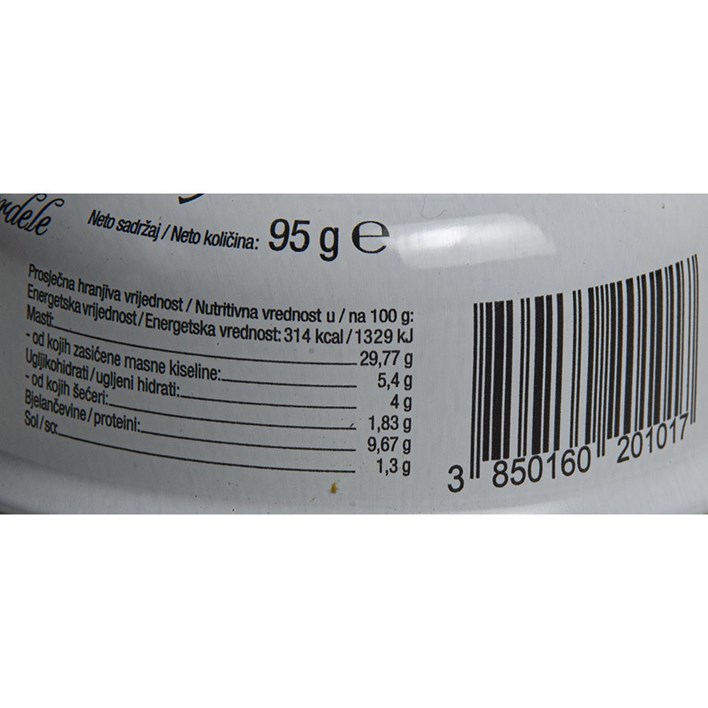 Neto sadržaj / Neto količina: 95 g e
Prosječna hranjiva vrijednost / Nutritivna vrednost u / na 100 g:
Energetska vrijednost / Energetska vrednost: 314 kcal / 1329 kJ
Masti: 29,77 g
- od kojih zasićene masne kiseline: 5,4 g
Ugljikohidrati / ugljeni hidrati: 4 g
- od kojih šećeri: 1,83 g
Bjelančevine / proteini: 9,67 g
Sol / so: 1,3 g
3 850160 201017